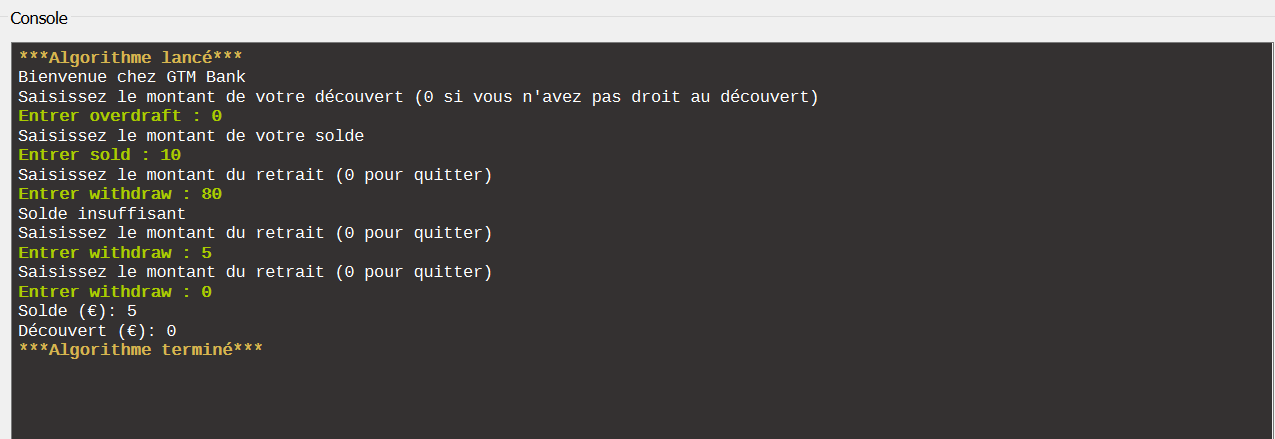 Console
***Algorithme lancé***
Bienvenue chez GTM Bank
Saisissez le montant de votre découvert (0 si vous n'avez pas droit au découvert)
Entrer overdraft : 0
Saisissez le montant de votre solde
Entrer sold : 10
Saisissez le montant du retrait (0 pour quitter)
Entrer withdraw : 80
Solde insuffisant
Saisissez le montant du retrait (0 pour quitter)
Entrer withdraw : 5
Saisissez le montant du retrait (0 pour quitter)
Entrer withdraw : 0
Solde (€): 5
Découvert (€): 0
***Algorithme terminé***